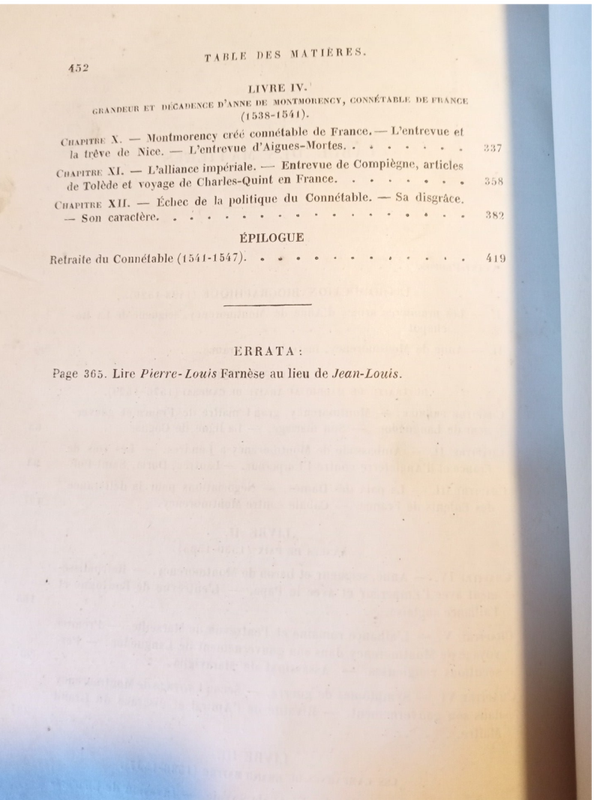 452
TABLE DES MATIÈRES.
LIVRE IV.
GRANDEUR ET DÉCADENCE D'ANNE DE MONTMORENCY, CONNÉTABLE DE FRANCE
(1538-1541).
CHAPITRE X. — Montmorency créé connétable de France. — L'entrevue et
la trêve de Nice. — L'entrevue d'Aigues-Mortes. . . . . . . . 337
CHAPITRE XI. — L'alliance impériale. — Entrevue de Compiègne, articles
de Tolède et voyage de Charles-Quint en France. . . . . . . . 358
CHAPITRE XII. — Échec de la politique du Connétable. — Sa disgrâce.
— Son caractère. . . . . . . . . . . . . . . . . 382
ÉPILOGUE
Retraite du Connétable (1541-1547). . . . . . . . . . . . 419
ERRATA :
Page 365. Lire Pierre-Louis Farnèse au lieu de Jean-Louis.